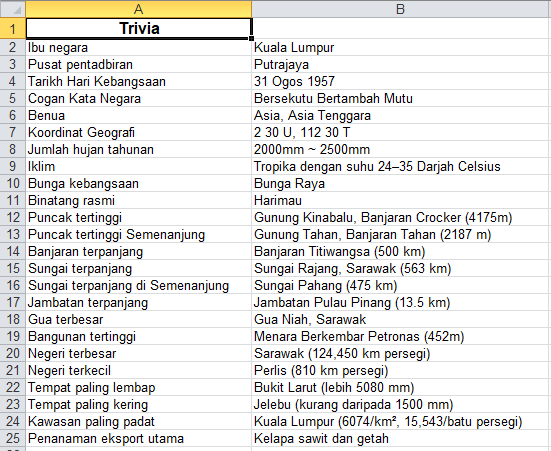 A B
1 Trivia
2 Ibu negara Kuala Lumpur
3 Pusat pentadbiran Putrajaya
4 Tarikh Hari Kebangsaan 31 Ogos 1957
5 Cogan Kata Negara Bersekutu Bertambah Mutu
6 Benua Asia, Asia Tenggara
7 Koordinat Geografi 2 30 U, 112 30 T
8 Jumlah hujan tahunan 2000mm ~ 2500mm
9 Iklim Tropika dengan suhu 24–35 Darjah Celsius
10 Bunga kebangsaan Bunga Raya
11 Binatang rasmi Harimau
12 Puncak tertinggi Gunung Kinabalu, Banjaran Crocker (4175m)
13 Puncak tertinggi Semenanjung Gunung Tahan, Banjaran Tahan (2187 m)
14 Banjaran terpanjang Banjaran Titiwangsa (500 km)
15 Sungai terpanjang Sungai Rajang, Sarawak (563 km)
16 Sungai terpanjang di Semenanjung Sungai Pahang (475 km)
17 Jambatan terpanjang Jambatan Pulau Pinang (13.5 km)
18 Gua terbesar Gua Niah, Sarawak
19 Bangunan tertinggi Menara Berkembar Petronas (452m)
20 Negeri terbesar Sarawak (124,450 km persegi)
21 Negeri terkecil Perlis (810 km persegi)
22 Tempat paling lembap Bukit Larut (lebih 5080 mm)
23 Tempat paling kering Jelebu (kurang daripada 1500 mm)
24 Kawasan paling padat Kuala Lumpur (6074/km², 15,543/batu persegi)
25 Penanaman eksport utama Kelapa sawit dan getah